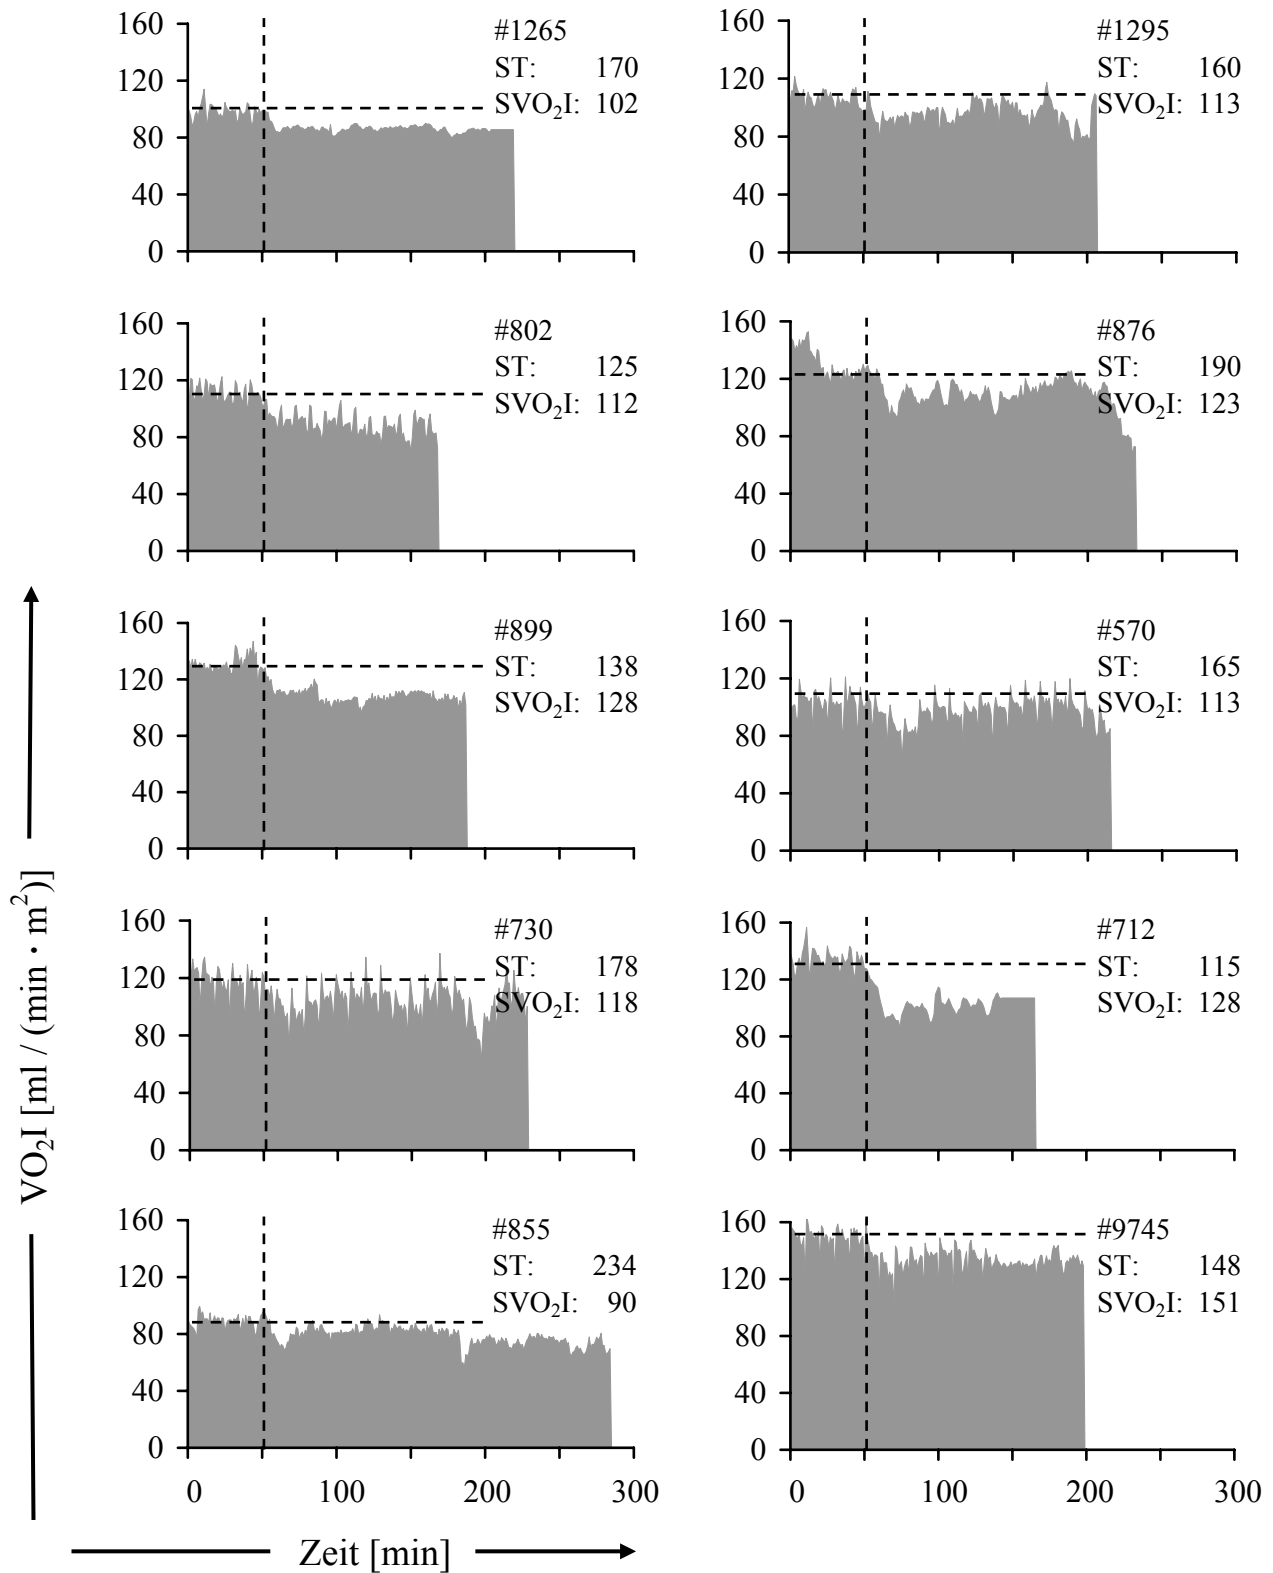 160
120
80
40
0
#1265
ST: 170
SVO₂I: 102
160
120
80
40
0
#1295
ST: 160
SVO₂I: 113
160
120
80
40
0
#802
ST: 125
SVO₂I: 112
160
120
80
40
0
#876
ST: 190
SVO₂I: 123
160
120
80
40
0
#899
ST: 138
SVO₂I: 128
160
120
80
40
0
#570
ST: 165
SVO₂I: 113
160
120
80
40
0
#730
ST: 178
SVO₂I: 118
160
120
80
40
0
#712
ST: 115
SVO₂I: 128
160
120
80
40
0
#855
ST: 234
SVO₂I: 90
160
120
80
40
0
#9745
ST: 148
SVO₂I: 151
0 100 200 300
0 100 200 300
VO₂I [ml / (min · m²)]
Zeit [min]